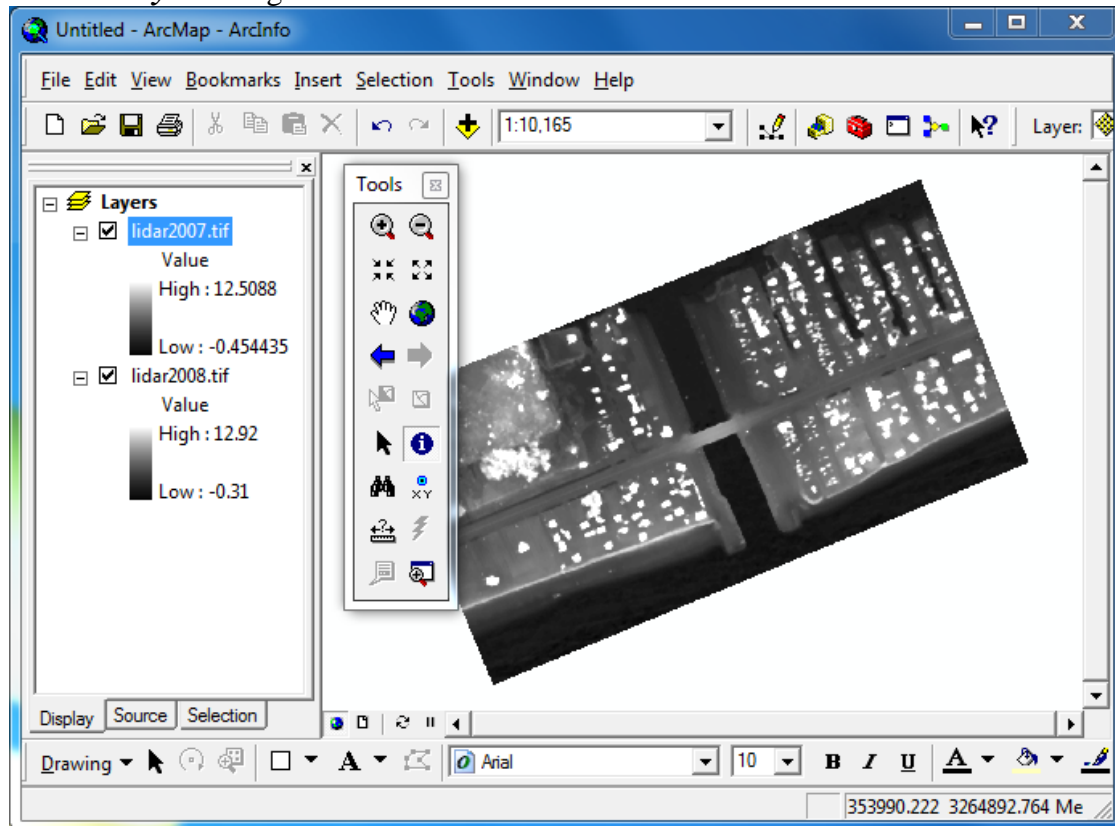 Untitled - ArcMap - ArcInfo
File Edit View Bookmarks Insert Selection Tools Window Help
1:10,165 Layer:
Tools
Layers
lidar2007.tif
Value
High : 12.5088
Low : -0.454435
lidar2008.tif
Value
High : 12.92
Low : -0.31
XY
Display Source Selection
Drawing A Arial 10 B I U A
353990.222 3264892.764 Me